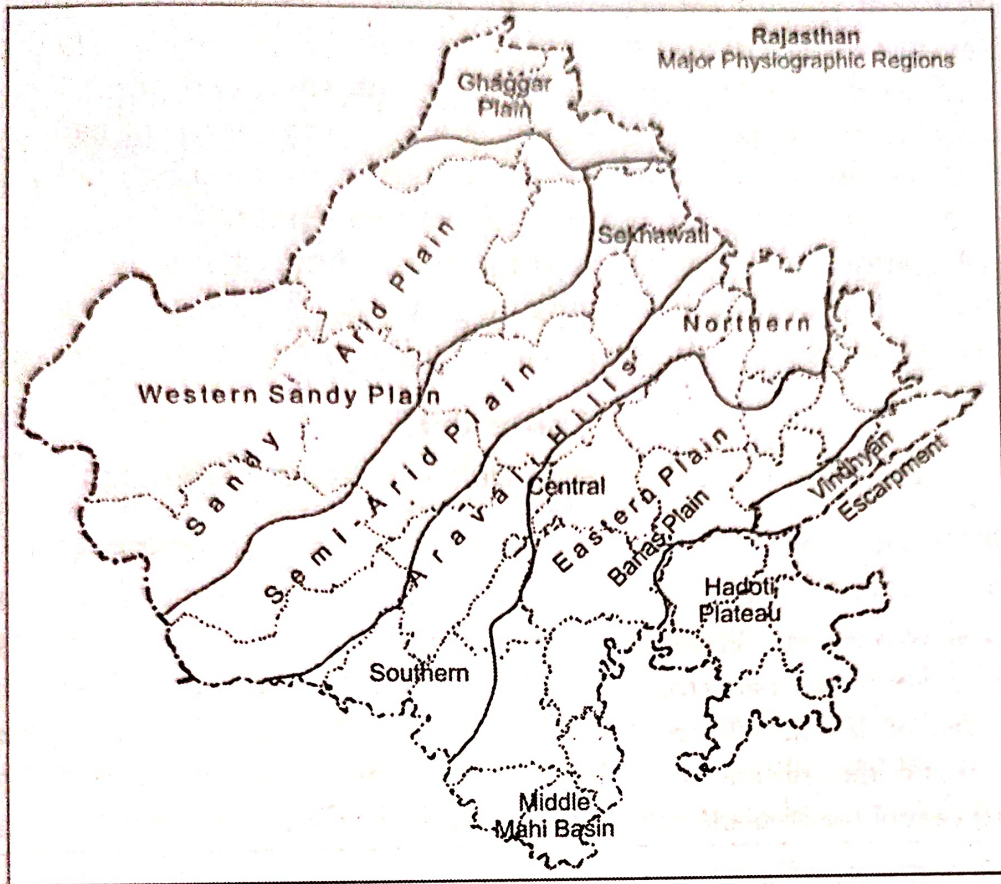 Rajasthan
Major Physiographic Regions
Ghaggar
Plain
Sekhawati
Northern
Sandy Arid Plain
Western Sandy Plain
Semi-Arid Plain
Aravali Hills
Central
Eastern Plain
Banas Plain
Vindhyan
Escarpment
Hadoti
Plateau
Southern
Middle
Mahi Basin